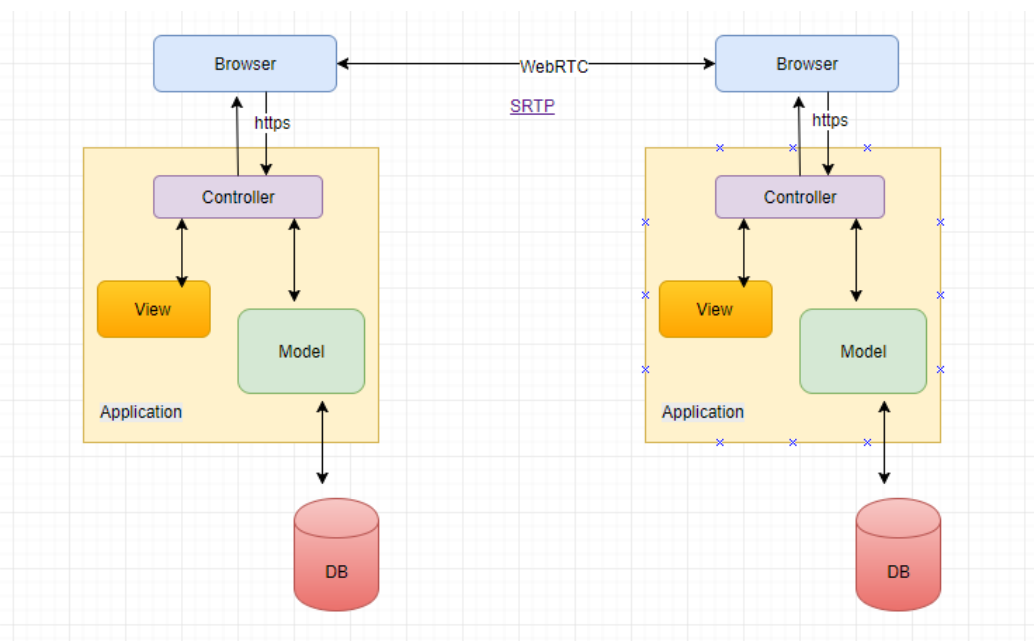 Browser
WebRTC
Browser
SRTP
https
https
Controller
Controller
View
View
Model
Model
Application
Application
DB
DB